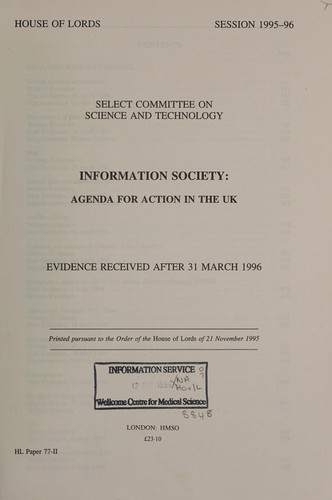 HOUSE OF LORDS SESSION 1995–96
SELECT COMMITTEE ON
SCIENCE AND TECHNOLOGY
INFORMATION SOCIETY:
AGENDA FOR ACTION IN THE UK
EVIDENCE RECEIVED AFTER 31 MARCH 1996
Printed pursuant to the Order of the House of Lords of 21 November 1995
INFORMATION SERVICE
Wellcome Centre for Medical Science
8848
LONDON: HMSO
£23·10
HL Paper 77-II